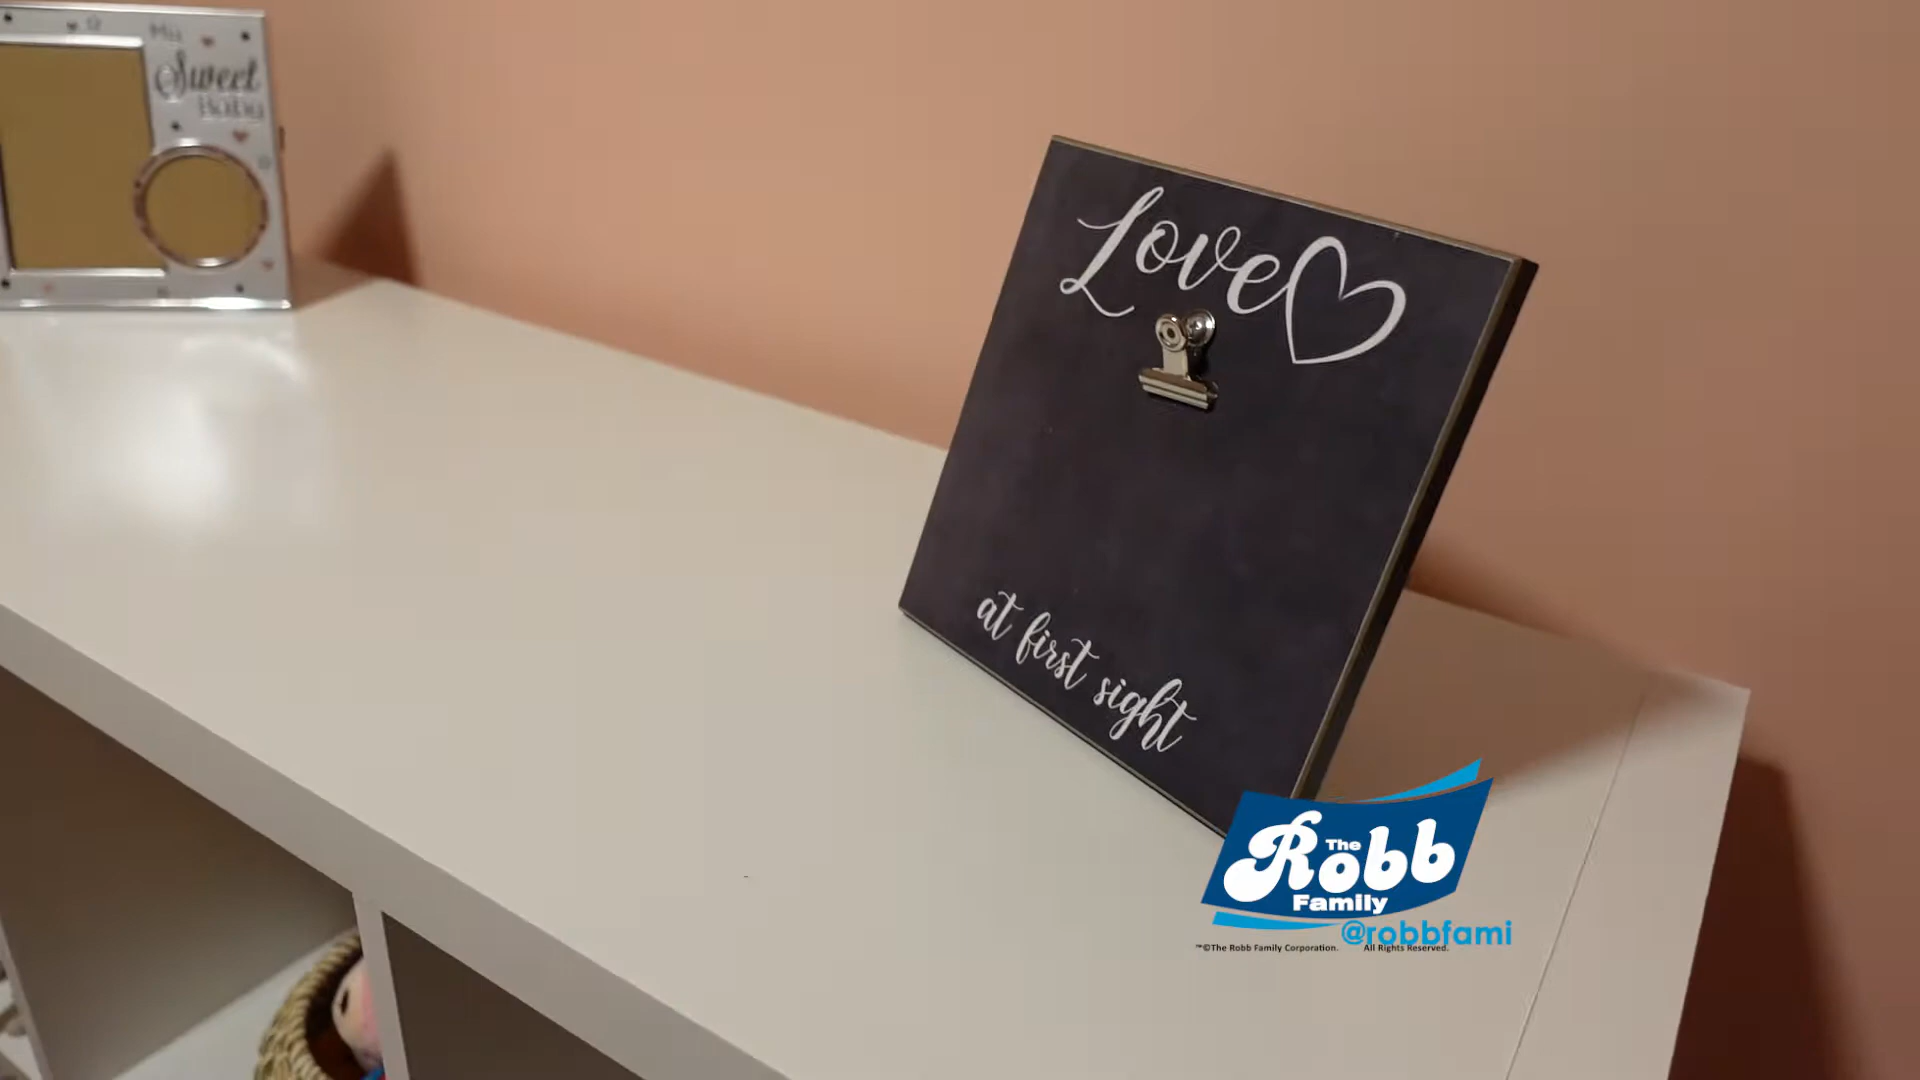 My
Sweet
Baby
Love
at first sight
The
Robb
Family
@robbfami
™©The Robb Family Corporation. All Rights Reserved.